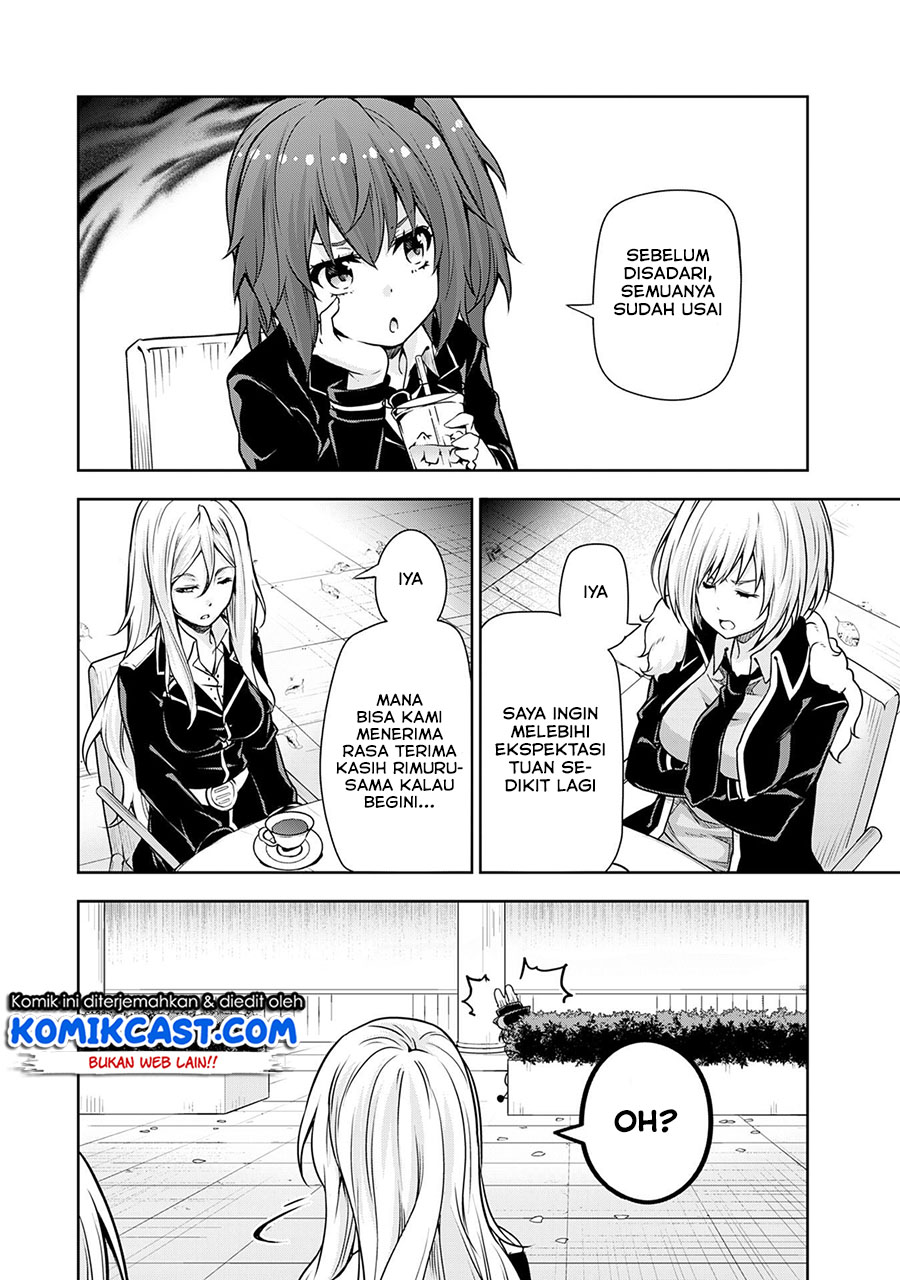 SEBELUM
DISADARI,
SEMUANYA
SUDAH USAI
IYA
SAYA INGIN
MELEBIHI
EKSPEKTASI
TUAN SE-
DIKIT LAGI
IYA
MANA
BISA KAMI
MENERIMA
RASA TERIMA
KASIH RIMURU-
SAMA KALAU
BEGINI...
Komik ini diterjemahkan & diedit oleh
KOMIKCAST.COM
BUKAN WEB LAIN!!
OH?